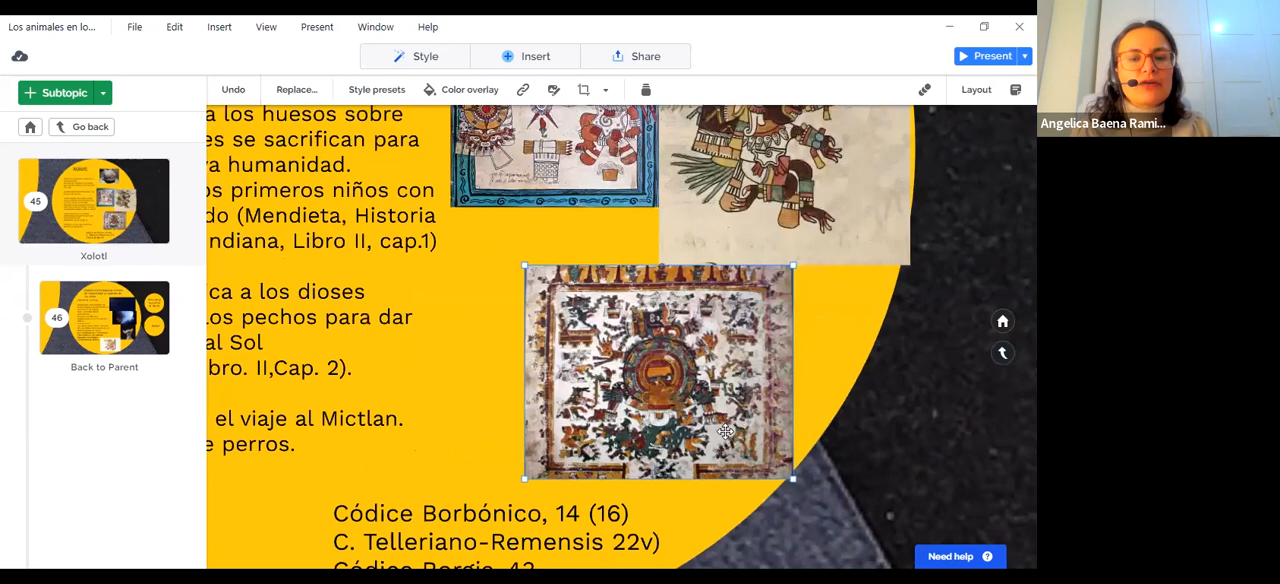 Los animales en lo...
File
Edit
Insert
View
Present
Window
Help
Style
Insert
Share
Present
Subtopic
Undo
Replace...
Style presets
Color overlay
Layout
Go back
45
Xolotl
46
Back to Parent
a los huesos sobre
es se sacrifican para
a humanidad.
os primeros niños con
do (Mendieta, Historia
ndiana, Libro II, cap.1)
ica a los dioses
os pechos para dar
al Sol
bro. II,Cap. 2).
el viaje al Mictlan.
e perros.
Códice Borbónico, 14 (16)
C. Telleriano-Remensis 22v)
Códice Borgia, 42
Need help ?
Angelica Baena Rami...